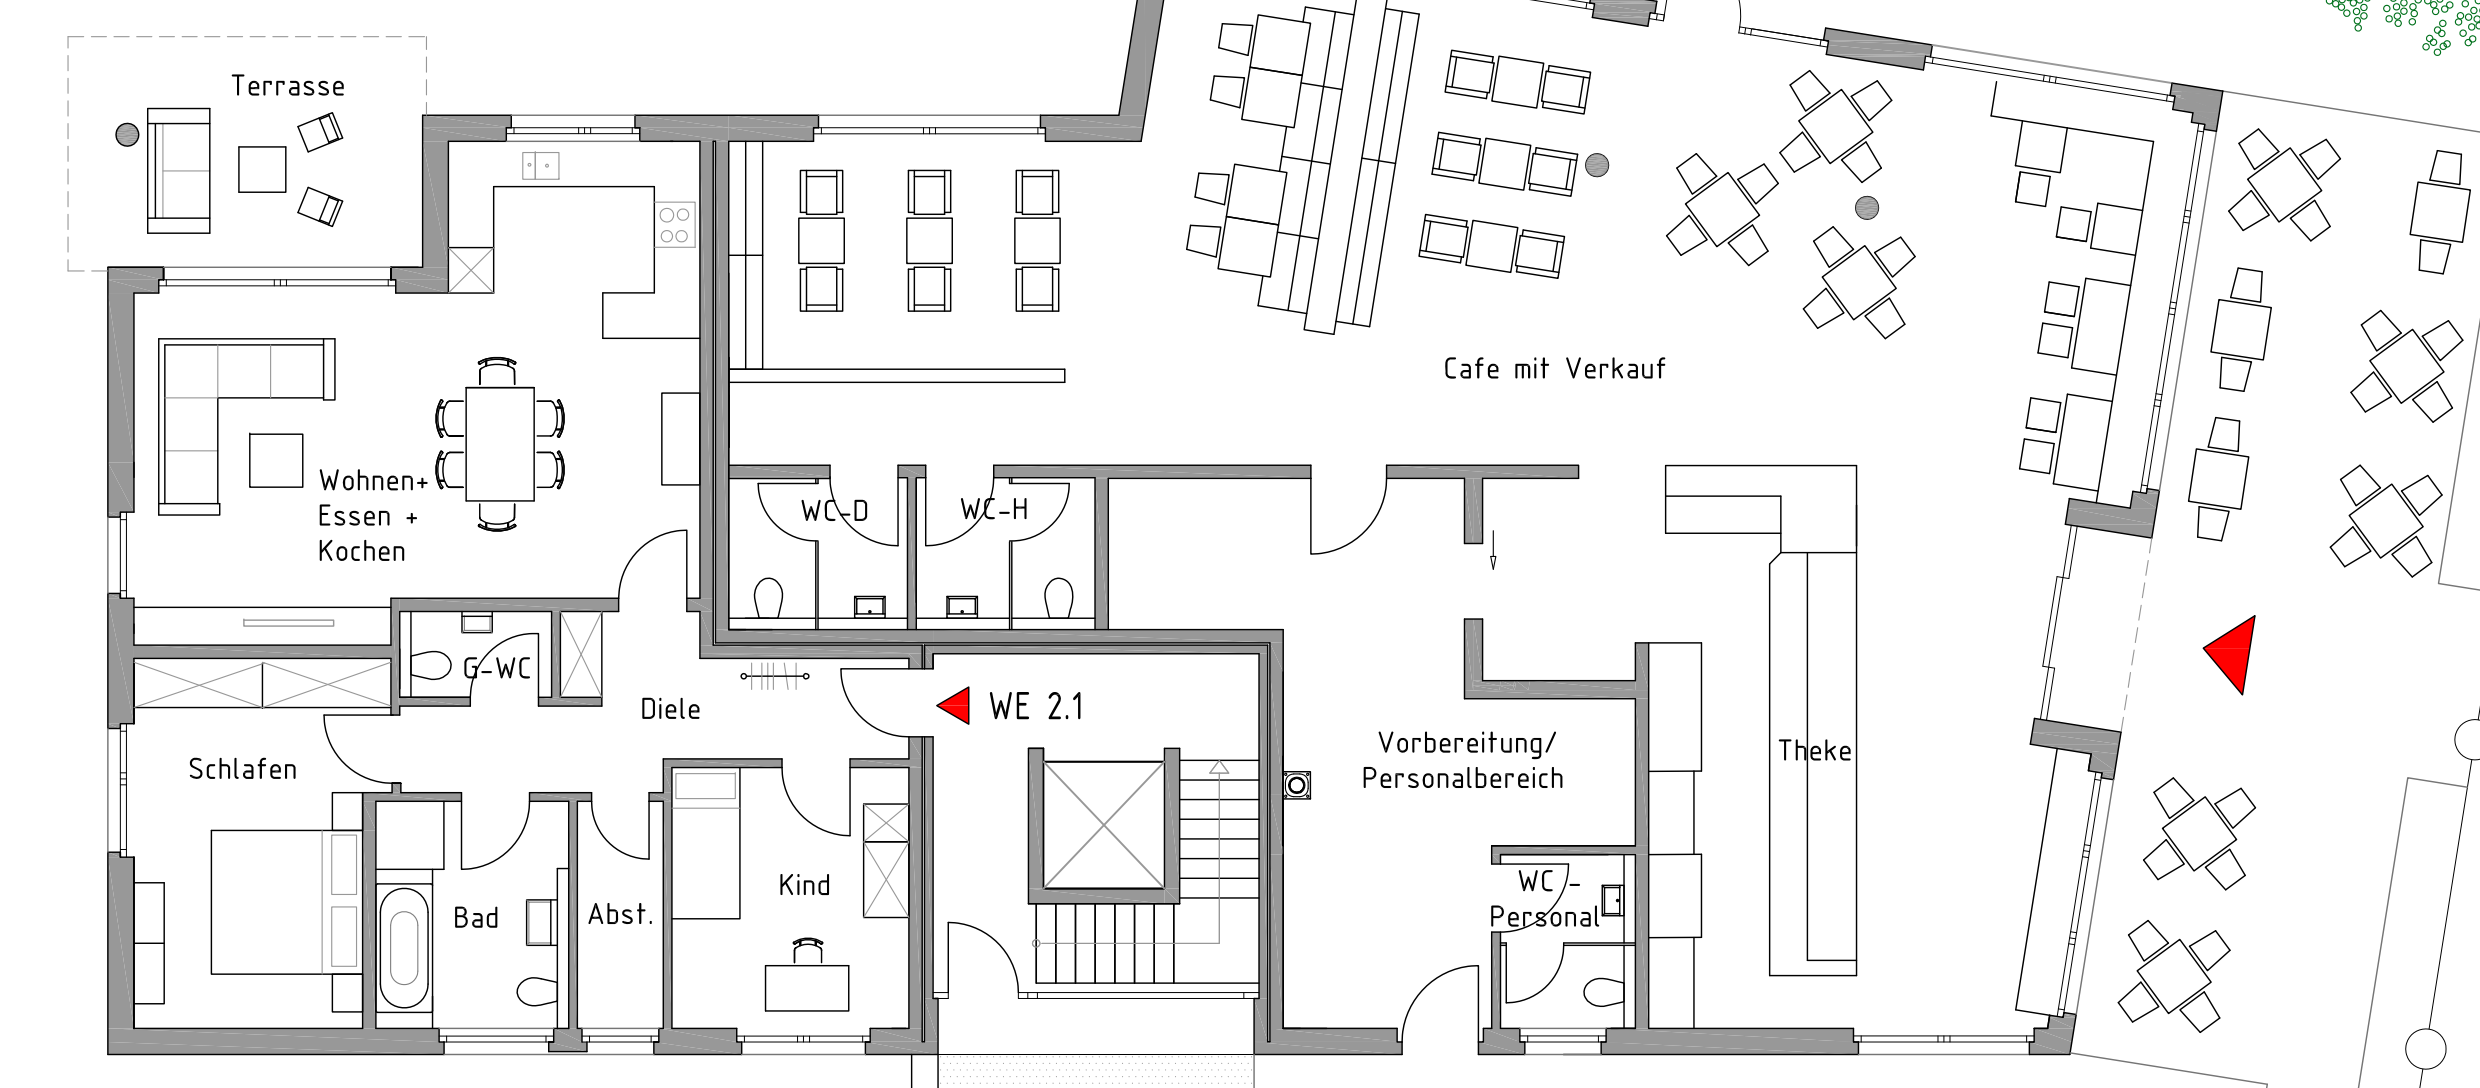 Terrasse
Cafe mit Verkauf
Wohnen+
Essen +
Kochen
WC-D
WC-H
G-WC
Diele
WE 2.1
Schlafen
Vorbereitung/
Personalbereich
Theke
Kind
Bad
Abst.
WC -
Personal